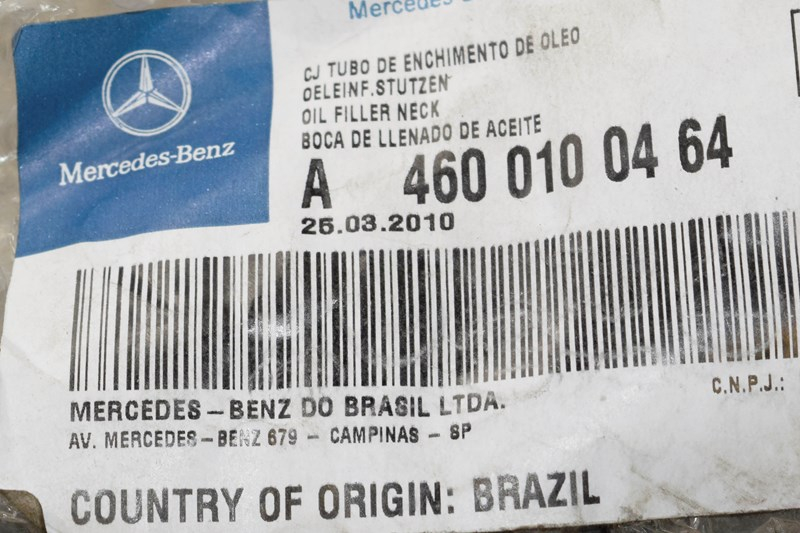 Mercedes-Benz
CJ TUBO DE ENCHIMENTO DE OLEO
OELEINF.STUTZEN
OIL FILLER NECK
BOCA DE LLENADO DE ACEITE
A 460 010 04 64
25.03.2010
MERCEDES-BENZ DO BRASIL LTDA.
C.N.P.J.:
AV. MERCEDES-BENZ 679 - CAMPINAS - SP
COUNTRY OF ORIGIN: BRAZIL